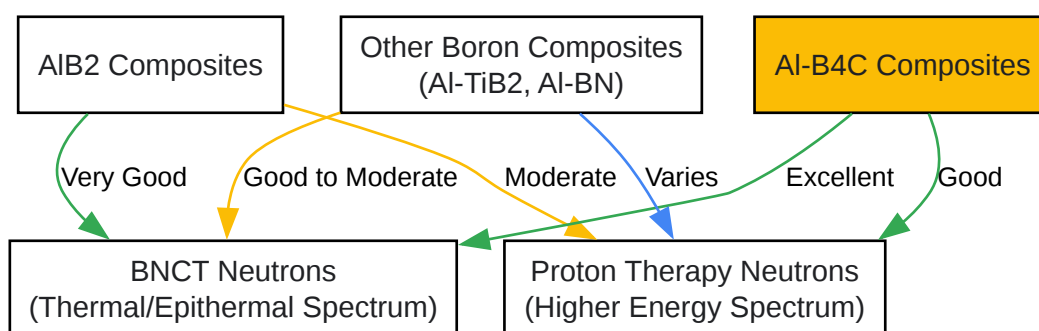 AlB2 Composites
Other Boron Composites
(Al-TiB2, Al-BN)
Al-B4C Composites
Very Good
Good to Moderate
Moderate
Varies
Excellent
Good
BNCT Neutrons
(Thermal/Epithermal Spectrum)
Proton Therapy Neutrons
(Higher Energy Spectrum)